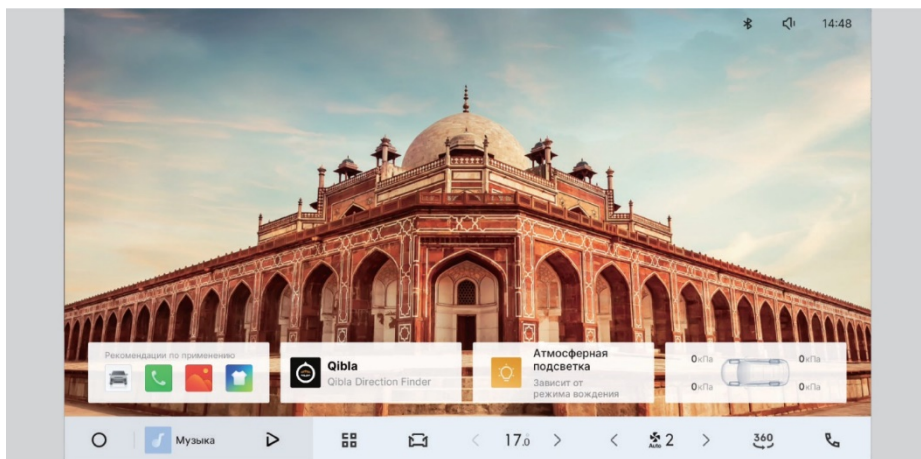 14:48
Рекомендации по применению
Qibla
Qibla Direction Finder
Атмосферная
подсветка
Зависит от
режима вождения
0кПа
0кПа
0кПа
0кПа
Музыка
17.0
Auto
2
360